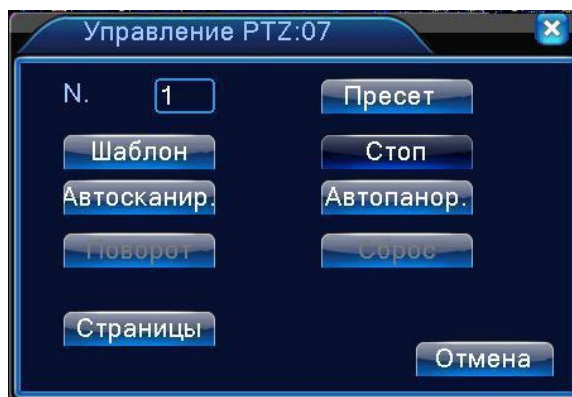 Управление PTZ:07
N. 1 Пресет
Шаблон Стоп
Автосканир. Автопанор.
Поворот Сброс
Страницы
Отмена